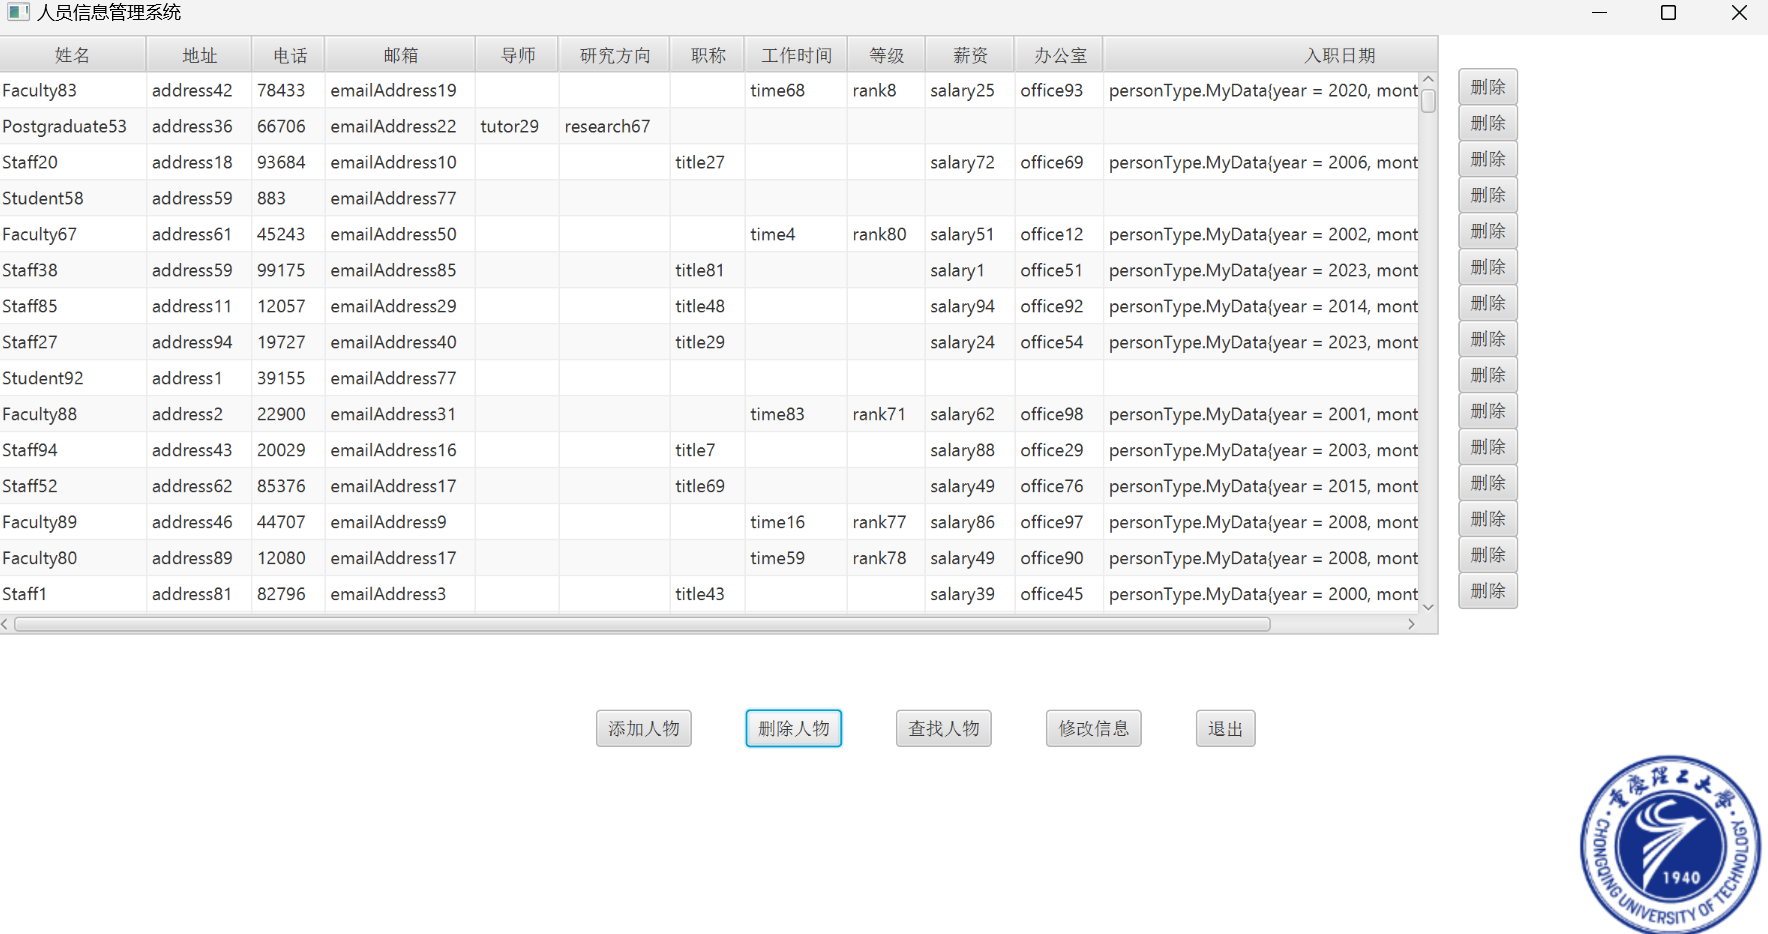 人员信息管理系统
姓名 地址 电话 邮箱 导师 研究方向 职称 工作时间 等级 薪资 办公室 入职日期
Faculty83 address42 78433 emailAddress19 time68 rank8 salary25 office93 personType.MyData{year = 2020, mont 删除
Postgraduate53 address36 66706 emailAddress22 tutor29 research67 删除
Staff20 address18 93684 emailAddress10 title27 salary72 office69 personType.MyData{year = 2006, mont 删除
Student58 address59 883 emailAddress77 删除
Faculty67 address61 45243 emailAddress50 time4 rank80 salary51 office12 personType.MyData{year = 2002, mont 删除
Staff38 address59 99175 emailAddress85 title81 salary1 office51 personType.MyData{year = 2023, mont 删除
Staff85 address11 12057 emailAddress29 title48 salary94 office92 personType.MyData{year = 2014, mont 删除
Staff27 address94 19727 emailAddress40 title29 salary24 office54 personType.MyData{year = 2023, mont 删除
Student92 address1 39155 emailAddress77 删除
Faculty88 address2 22900 emailAddress31 time83 rank71 salary62 office98 personType.MyData{year = 2001, mont 删除
Staff94 address43 20029 emailAddress16 title7 salary88 office29 personType.MyData{year = 2003, mont 删除
Staff52 address62 85376 emailAddress17 title69 salary49 office76 personType.MyData{year = 2015, mont 删除
Faculty89 address46 44707 emailAddress9 time16 rank77 salary86 office97 personType.MyData{year = 2008, mont 删除
Faculty80 address89 12080 emailAddress17 time59 rank78 salary49 office90 personType.MyData{year = 2008, mont 删除
Staff1 address81 82796 emailAddress3 title43 salary39 office45 personType.MyData{year = 2000, mont 删除
添加人物 删除人物 查找人物 修改信息 退出
重庆理工大学
1940
CHONGQING UNIVERSITY OF TECHNOLOGY